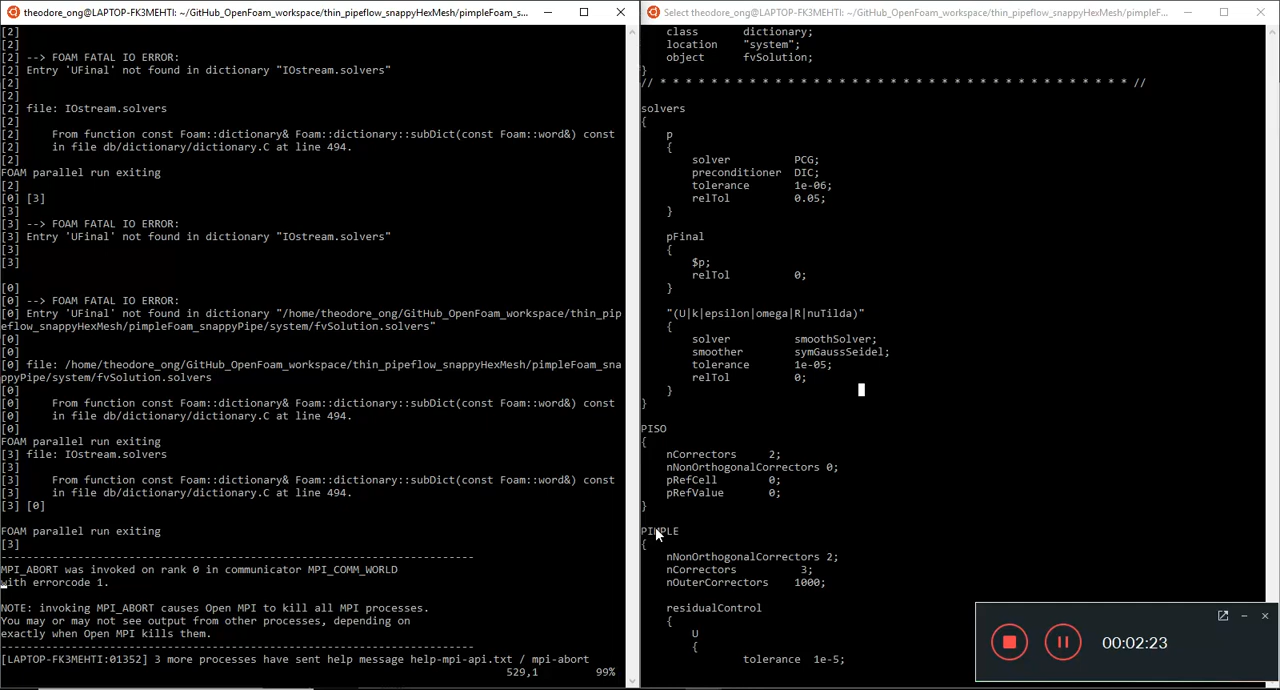 theodore_ong@LAPTOP-FK3MEHTI: ~/GitHub_OpenFoam_workspace/thin_pipeflow_snappyHexMesh/pimpleFoam_s...
[2]
[2]
[2] --> FOAM FATAL IO ERROR:
[2] Entry 'UFinal' not found in dictionary "IOstream.solvers"
[2]
[2]
[2] file: IOstream.solvers
[2]
[2]     From function const Foam::dictionary& Foam::dictionary::subDict(const Foam::word&) const
[2]     in file db/dictionary/dictionary.C at line 494.
[2]
FOAM parallel run exiting
[2]
[0] [3]
[3]
[3] --> FOAM FATAL IO ERROR:
[3] Entry 'UFinal' not found in dictionary "IOstream.solvers"
[3]
[3]
[0]
[0] --> FOAM FATAL IO ERROR:
[0] Entry 'UFinal' not found in dictionary "/home/theodore_ong/GitHub_OpenFoam_workspace/thin_pip
eflow_snappyHexMesh/pimpleFoam_snappyPipe/system/fvSolution.solvers"
[0]
[0]
[0] file: /home/theodore_ong/GitHub_OpenFoam_workspace/thin_pipeflow_snappyHexMesh/pimpleFoam_sna
ppyPipe/system/fvSolution.solvers
[0]
[0]     From function const Foam::dictionary& Foam::dictionary::subDict(const Foam::word&) const
[0]     in file db/dictionary/dictionary.C at line 494.
[0]
FOAM parallel run exiting
[3] file: IOstream.solvers
[3]
[3]     From function const Foam::dictionary& Foam::dictionary::subDict(const Foam::word&) const
[3]     in file db/dictionary/dictionary.C at line 494.
[3] [0]
FOAM parallel run exiting
[3]
--------------------------------------------------------------------------
MPI_ABORT was invoked on rank 0 in communicator MPI_COMM_WORLD
with errorcode 1.
NOTE: invoking MPI_ABORT causes Open MPI to kill all MPI processes.
You may or may not see output from other processes, depending on
exactly when Open MPI kills them.
--------------------------------------------------------------------------
[LAPTOP-FK3MEHTI:01352] 3 more processes have sent help message help-mpi-api.txt / mpi-abort
529,1 99%
Select theodore_ong@LAPTOP-FK3MEHTI: ~/GitHub_OpenFoam_workspace/thin_pipeflow_snappyHexMesh/pimpleF...
    class       dictionary;
    location    "system";
    object      fvSolution;
}
// * * * * * * * * * * * * * * * * * * * * * * * * * * * * * * * * * * * * * //
solvers
{
    p
    {
        solver          PCG;
        preconditioner  DIC;
        tolerance       1e-06;
        relTol          0.05;
    }
    pFinal
    {
        $p;
        relTol          0;
    }
    "(U|k|epsilon|omega|R|nuTilda)"
    {
        solver          smoothSolver;
        smoother        symGaussSeidel;
        tolerance       1e-05;
        relTol          0;
    }
}
PISO
{
    nCorrectors     2;
    nNonOrthogonalCorrectors 0;
    pRefCell        0;
    pRefValue       0;
}
PIMPLE
{
    nNonOrthogonalCorrectors 2;
    nCorrectors          3;
    nOuterCorrectors    1000;
    residualControl
    {
        U
        {
                tolerance  1e-5;
00:02:23